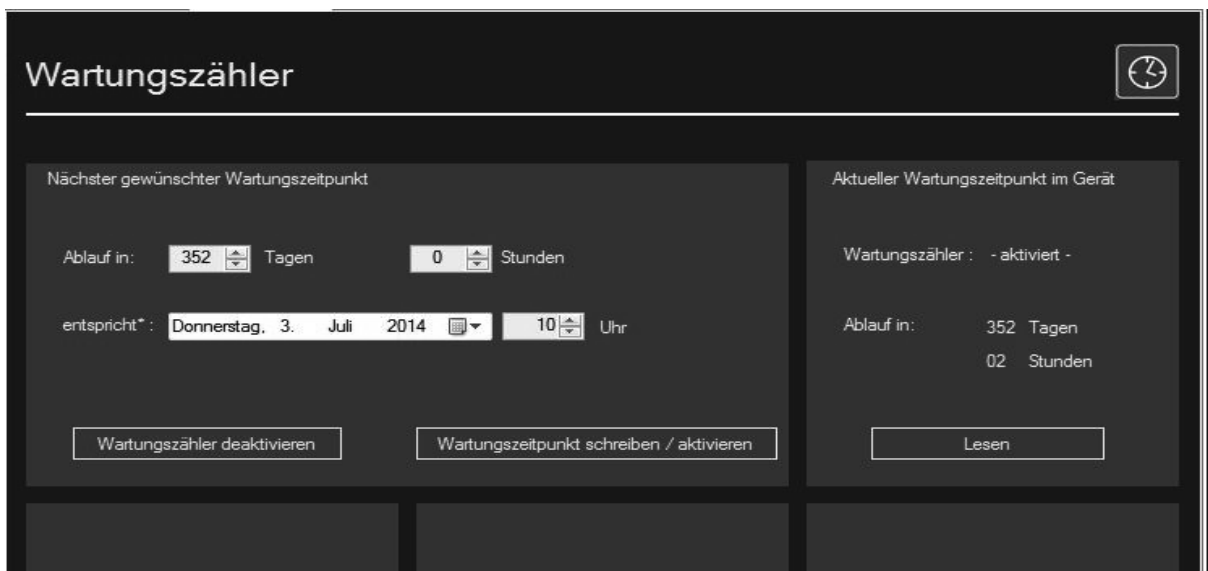 Wartungszähler
Nächster gewünschter Wartungszeitpunkt
Ablauf in: 352 Tagen 0 Stunden
entspricht* : Donnerstag, 3. Juli 2014 10 Uhr
Wartungszähler deaktivieren
Wartungszeitpunkt schreiben / aktivieren
Aktueller Wartungszeitpunkt im Gerät
Wartungszähler : - aktiviert -
Ablauf in: 352 Tagen
02 Stunden
Lesen